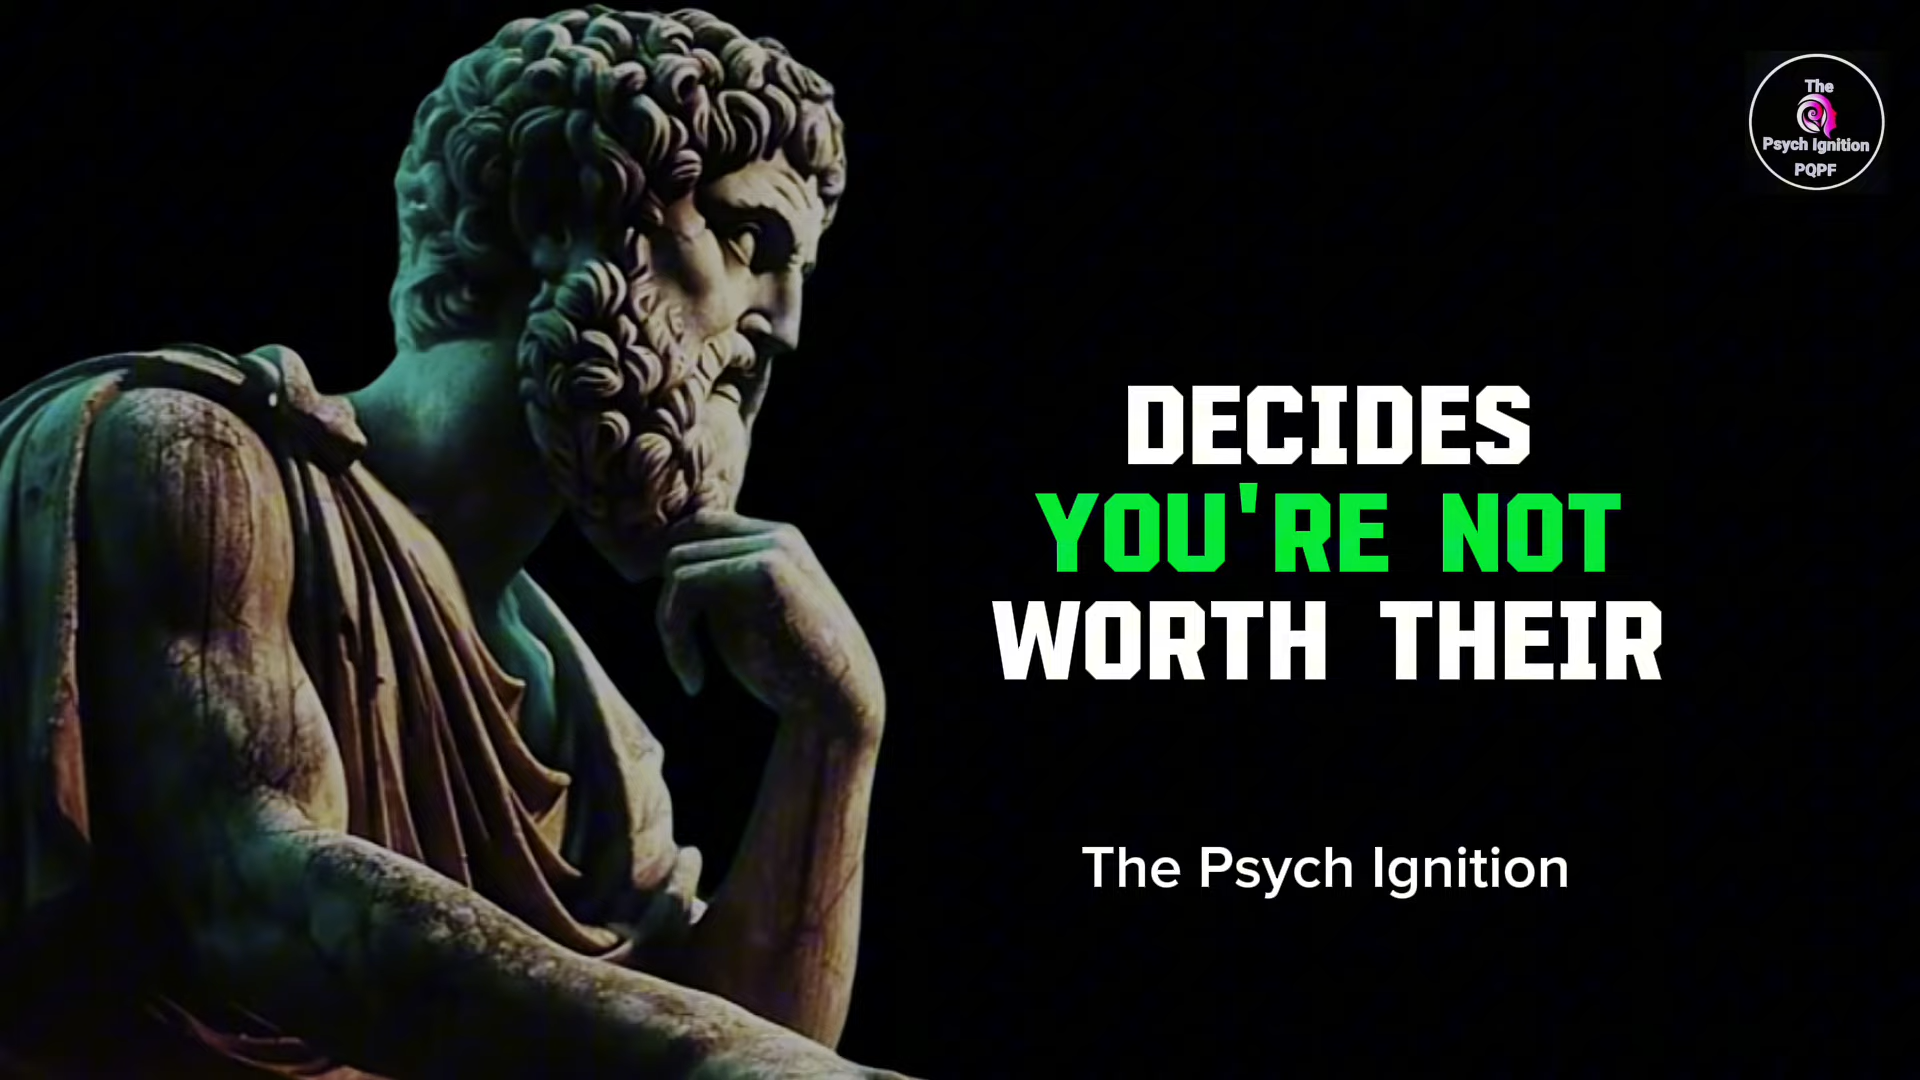 The
Psych Ignition
PQPF
DECIDES
YOU'RE NOT
WORTH THEIR
The Psych Ignition